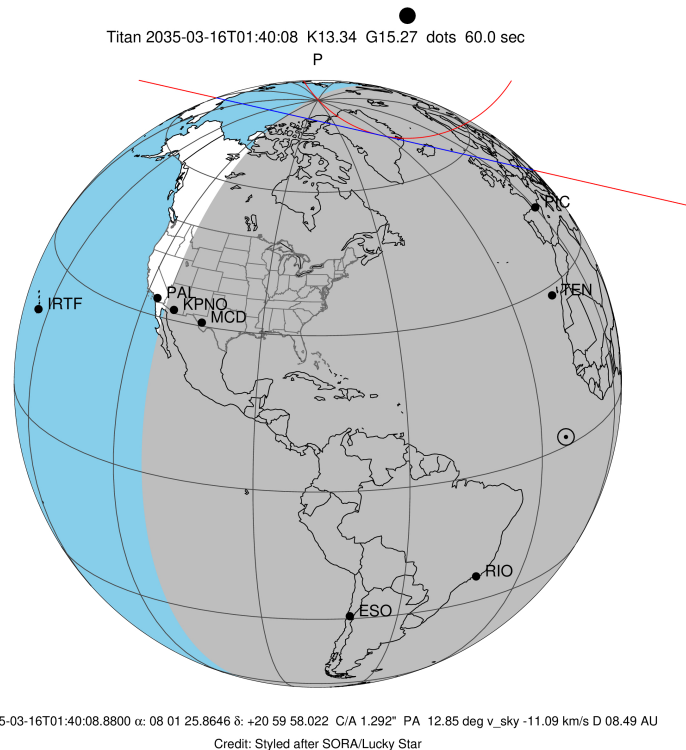 Titan 2035-03-16T01:40:08 K13.34 G15.27 dots 60.0 sec
P
PIC
PAL
TEN
IRTF
KPNO
MCD
RIO
ESO
5-03-16T01:40:08.8800 α: 08 01 25.8646 δ: +20 59 58.022 C/A 1.292" PA 12.85 deg v_sky -11.09 km/s D 08.49 AU
Credit: Styled after SORA/Lucky Star